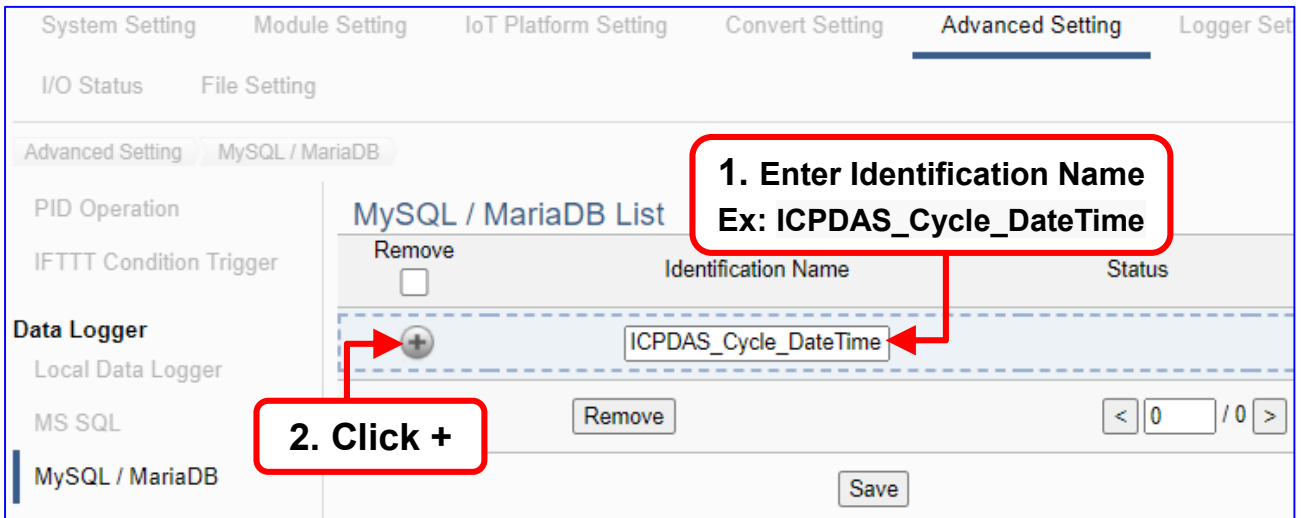 System Setting Module Setting IoT Platform Setting Convert Setting Advanced Setting Logger Set
I/O Status File Setting
Advanced Setting MySQL / MariaDB
1. Enter Identification Name
Ex: ICPDAS_Cycle_DateTime
PID Operation
IFTTT Condition Trigger
Data Logger
Local Data Logger
MS SQL
MySQL / MariaDB
MySQL / MariaDB List
Remove Identification Name Status
ICPDAS_Cycle_DateTime
2. Click +
Remove < 0 / 0 >
Save